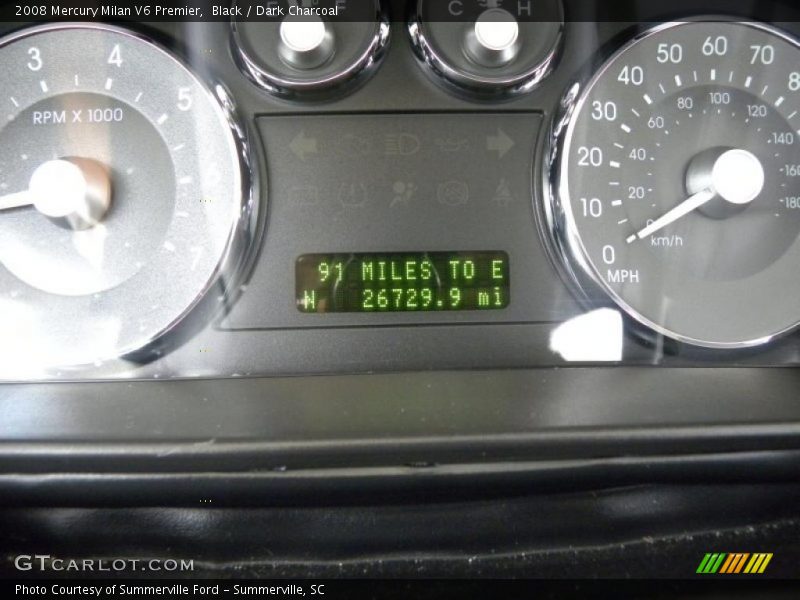 2008 Mercury Milan V6 Premier, Black / Dark Charcoal
F
C H
3 4 5
RPM X 1000
7
0 10 20 30 40 50 60 70 80
20 40 60 80 100 120 140 160 180
km/h
MPH
91 MILES TO E
N 26729.9 mi
GTCARLOT.COM
Photo Courtesy of Summerville Ford - Summerville, SC